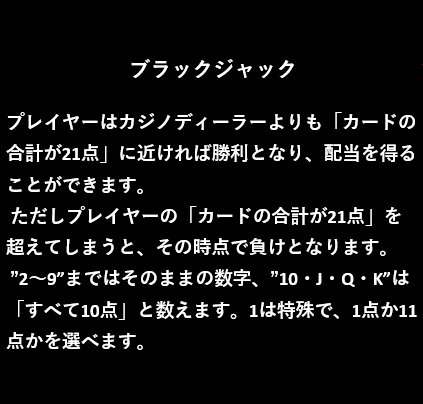 ブラックジャック
プレイヤーはカジノディーラーよりも「カードの
合計が21点」に近ければ勝利となり、配当を得る
ことができます。
ただしプレイヤーの「カードの合計が21点」を
超えてしまうと、その時点で負けとなります。
”2〜9”まではそのままの数字、”10・J・Q・K”は
「すべて10点」と数えます。1は特殊で、1点か11
点かを選べます。